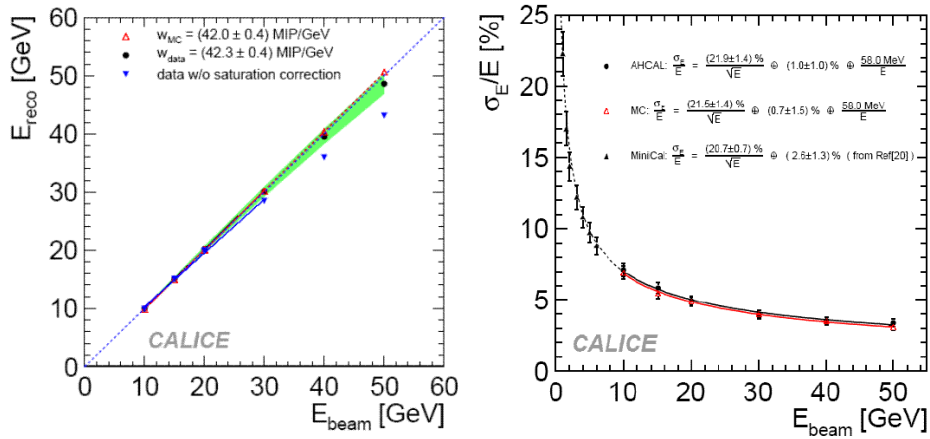 E_reco [GeV]
60
50
40
30
20
10
0
w_MC = (42.0 ± 0.4) MIP/GeV
w_data = (42.3 ± 0.4) MIP/GeV
data w/o saturation correction
CALICE
0 10 20 30 40 50 60
E_beam [GeV]
σ_E/E [%]
25
20
15
10
5
0
AHCAL: σ_E/E = (21.9±1.4) %/√E ⊕ (1.0±1.0) % ⊕ 58.0 MeV/E
MC: σ_E/E = (21.5±1.4) %/√E ⊕ (0.7±1.5) % ⊕ 58.0 MeV/E
MiniCal: σ_E/E = (20.7±0.7) %/√E ⊕ ( 2.6±1.3) % ( from Ref[20])
CALICE
0 10 20 30 40 50
E_beam [GeV]